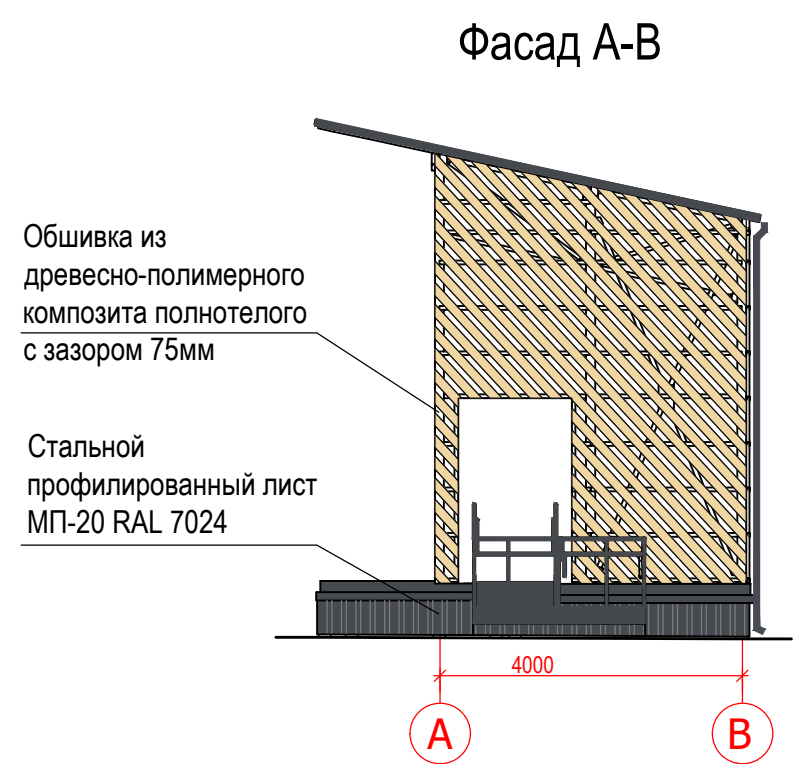 Фасад А-В
Обшивка из
древесно-полимерного
композита полнотелого
с зазором 75мм
Стальной
профилированный лист
МП-20 RAL 7024
4000
А
В